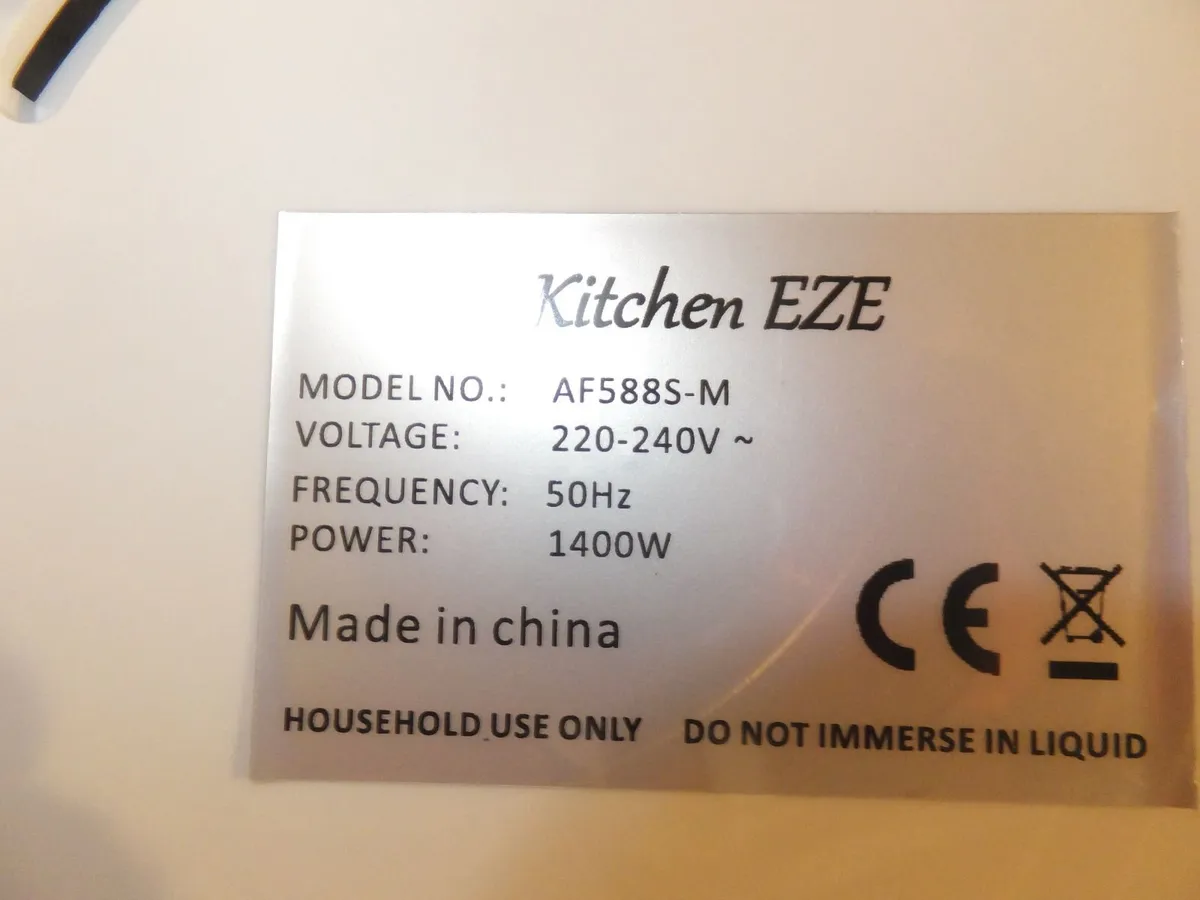 Kitchen EZE
MODEL NO.: AF588S-M
VOLTAGE: 220-240V ~
FREQUENCY: 50Hz
POWER: 1400W
Made in china
CE
HOUSEHOLD USE ONLY DO NOT IMMERSE IN LIQUID